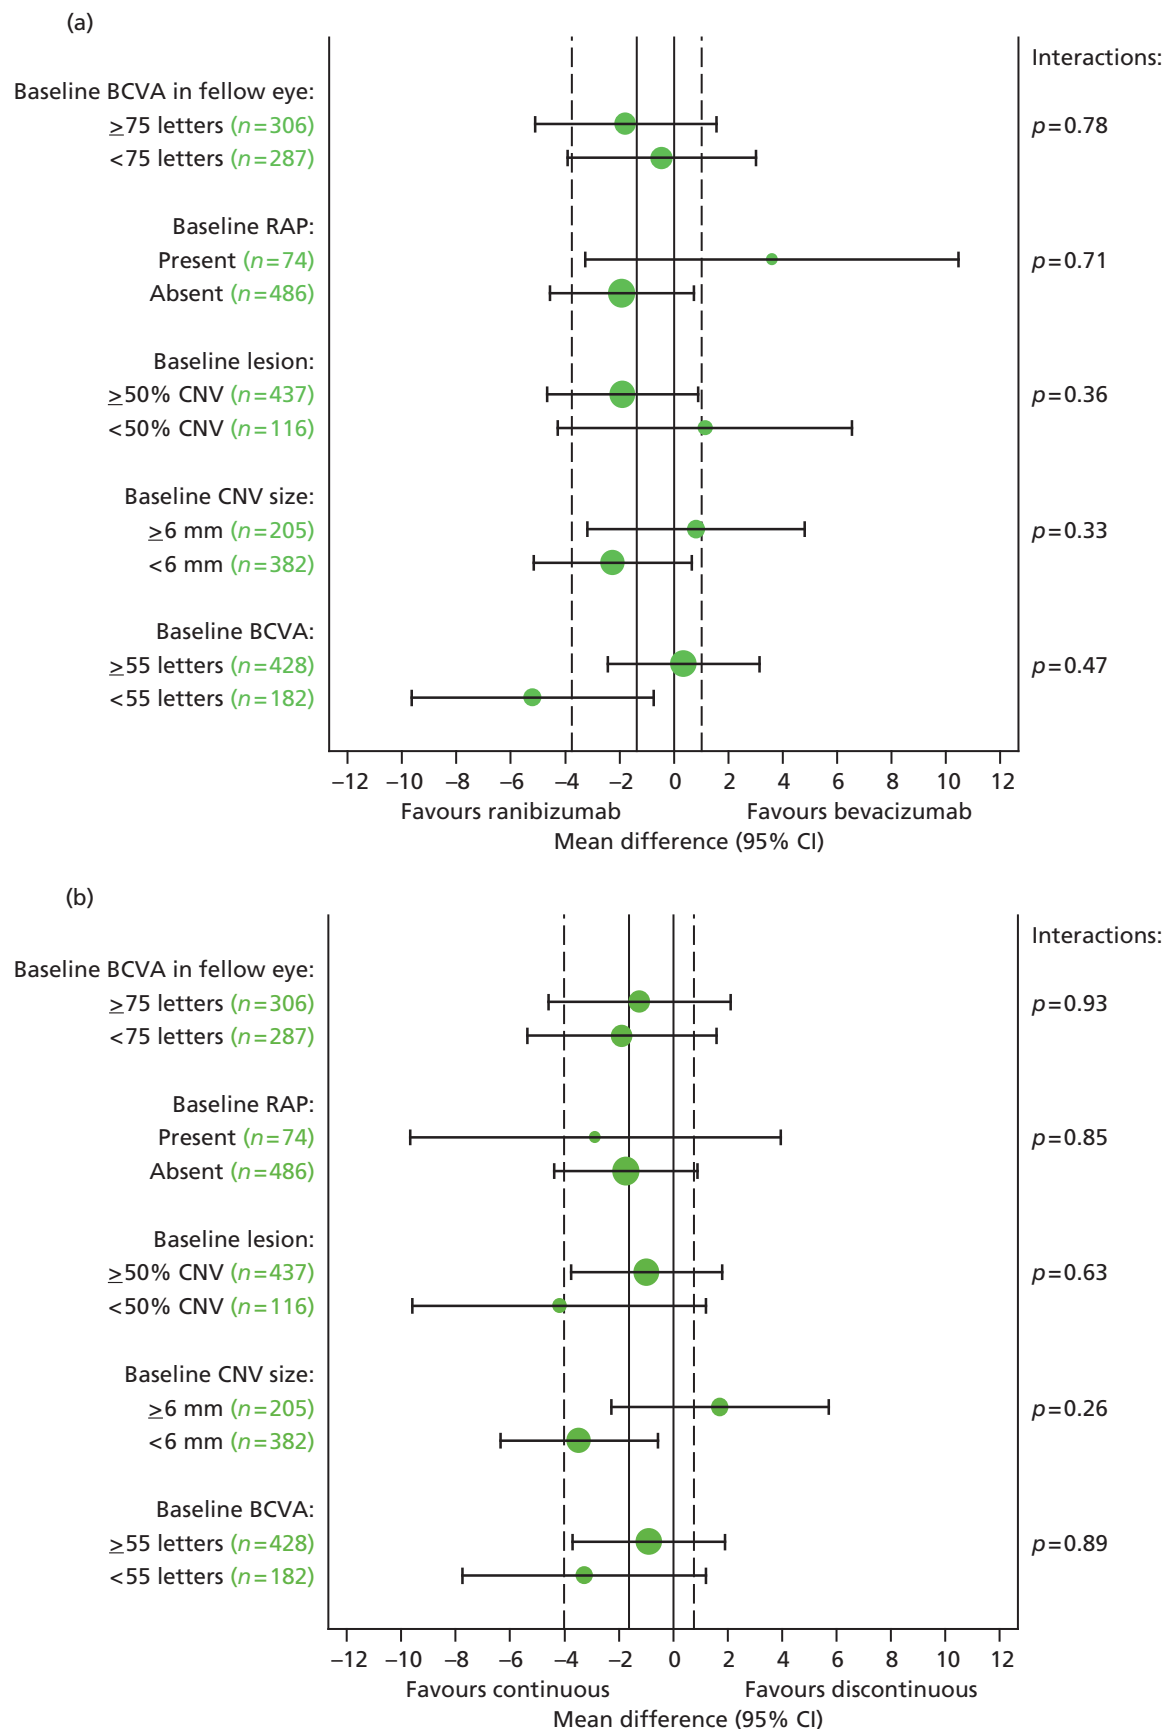 (a)
Interactions:
Baseline BCVA in fellow eye:
≥75 letters (n=306) p=0.78
<75 letters (n=287)
Baseline RAP:
Present (n=74) p=0.71
Absent (n=486)
Baseline lesion:
≥50% CNV (n=437) p=0.36
<50% CNV (n=116)
Baseline CNV size:
≥6 mm (n=205) p=0.33
<6 mm (n=382)
Baseline BCVA:
≥55 letters (n=428) p=0.47
<55 letters (n=182)
−12 −10 −8 −6 −4 −2 0 2 4 6 8 10 12
Favours ranibizumab Favours bevacizumab
Mean difference (95% CI)
(b)
Interactions:
Baseline BCVA in fellow eye:
≥75 letters (n=306) p=0.93
<75 letters (n=287)
Baseline RAP:
Present (n=74) p=0.85
Absent (n=486)
Baseline lesion:
≥50% CNV (n=437) p=0.63
<50% CNV (n=116)
Baseline CNV size:
≥6 mm (n=205) p=0.26
<6 mm (n=382)
Baseline BCVA:
≥55 letters (n=428) p=0.89
<55 letters (n=182)
−12 −10 −8 −6 −4 −2 0 2 4 6 8 10 12
Favours continuous Favours discontinuous
Mean difference (95% CI)